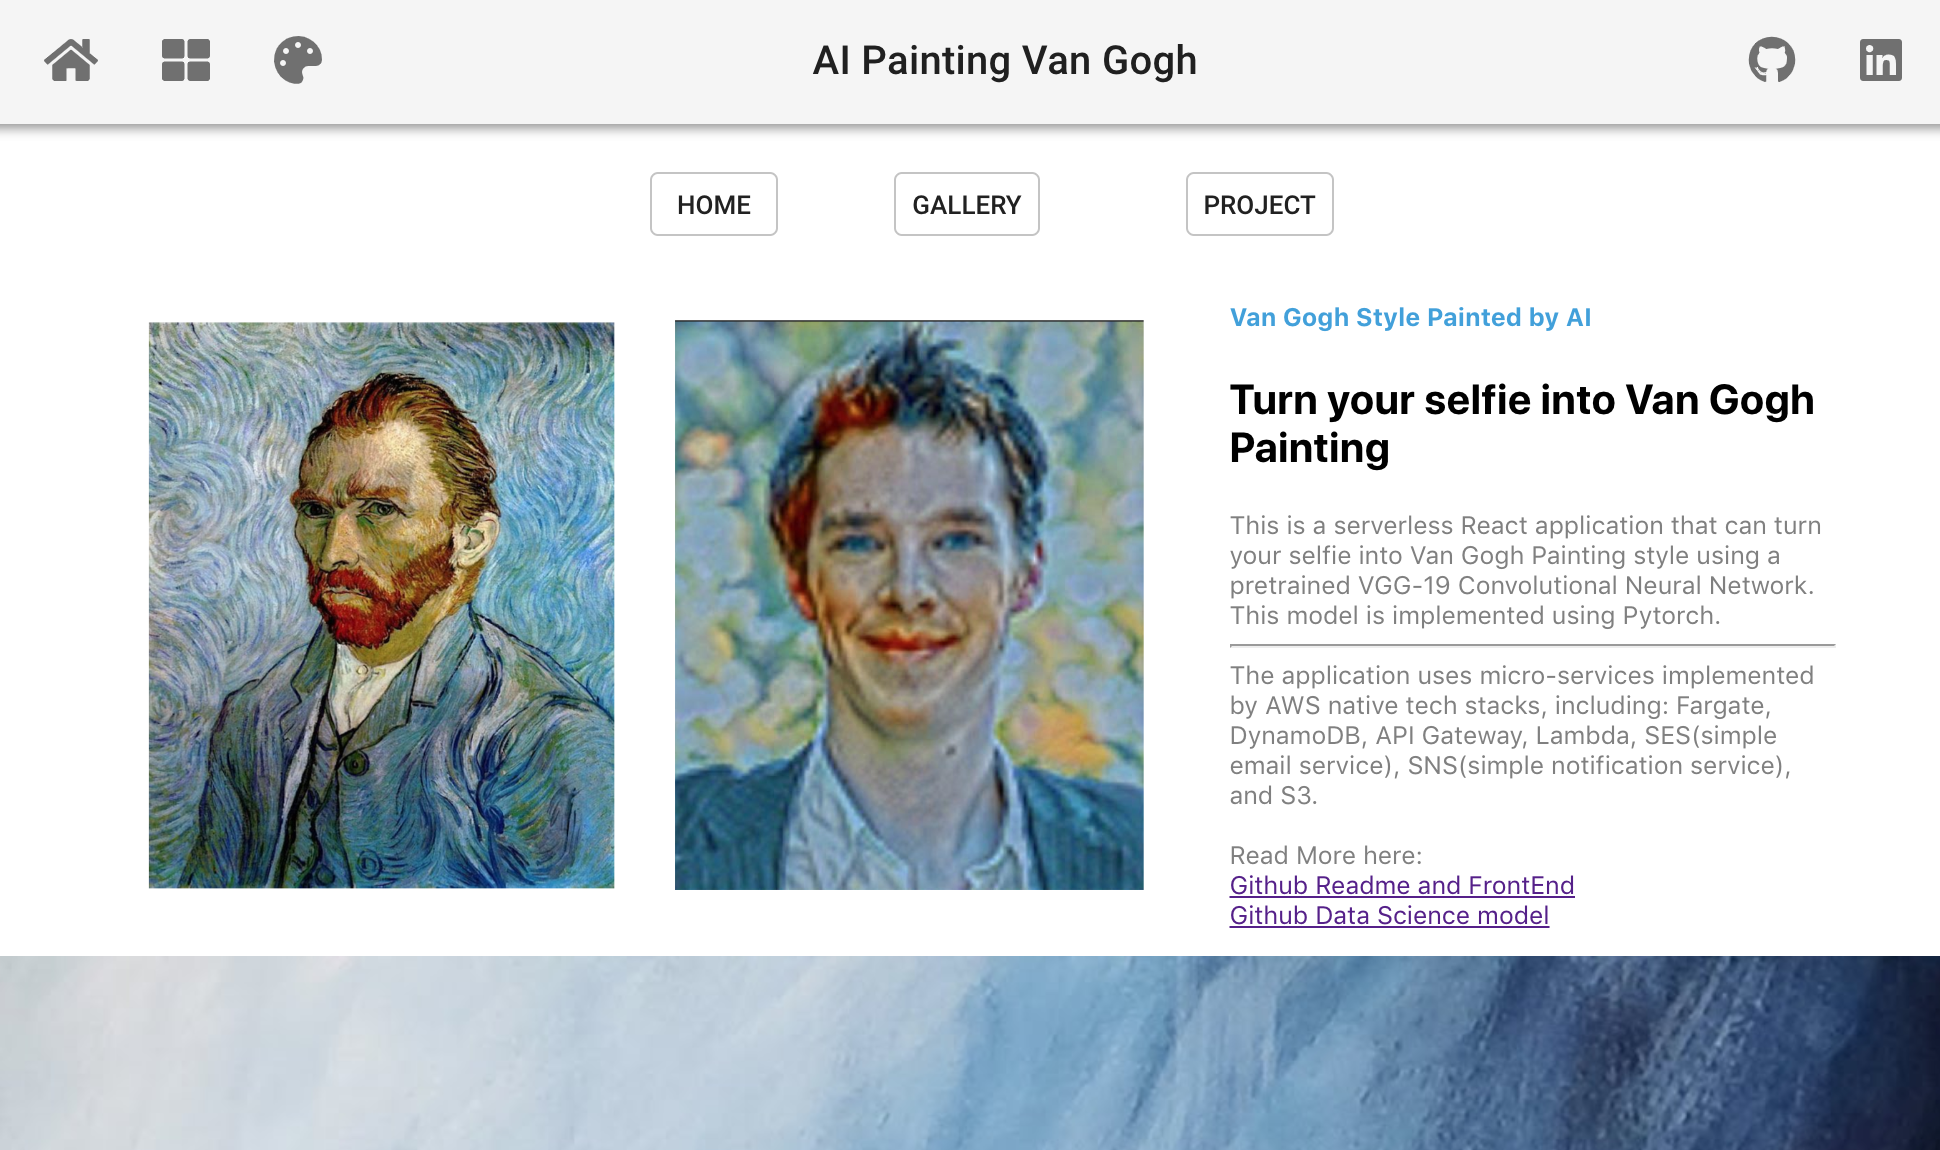 AI Painting Van Gogh
HOME
GALLERY
PROJECT
Van Gogh Style Painted by AI
Turn your selfie into Van Gogh
Painting
This is a serverless React application that can turn
your selfie into Van Gogh Painting style using a
pretrained VGG-19 Convolutional Neural Network.
This model is implemented using Pytorch.
The application uses micro-services implemented
by AWS native tech stacks, including: Fargate,
DynamoDB, API Gateway, Lambda, SES(simple
email service), SNS(simple notification service),
and S3.
Read More here:
Github Readme and FrontEnd
Github Data Science model